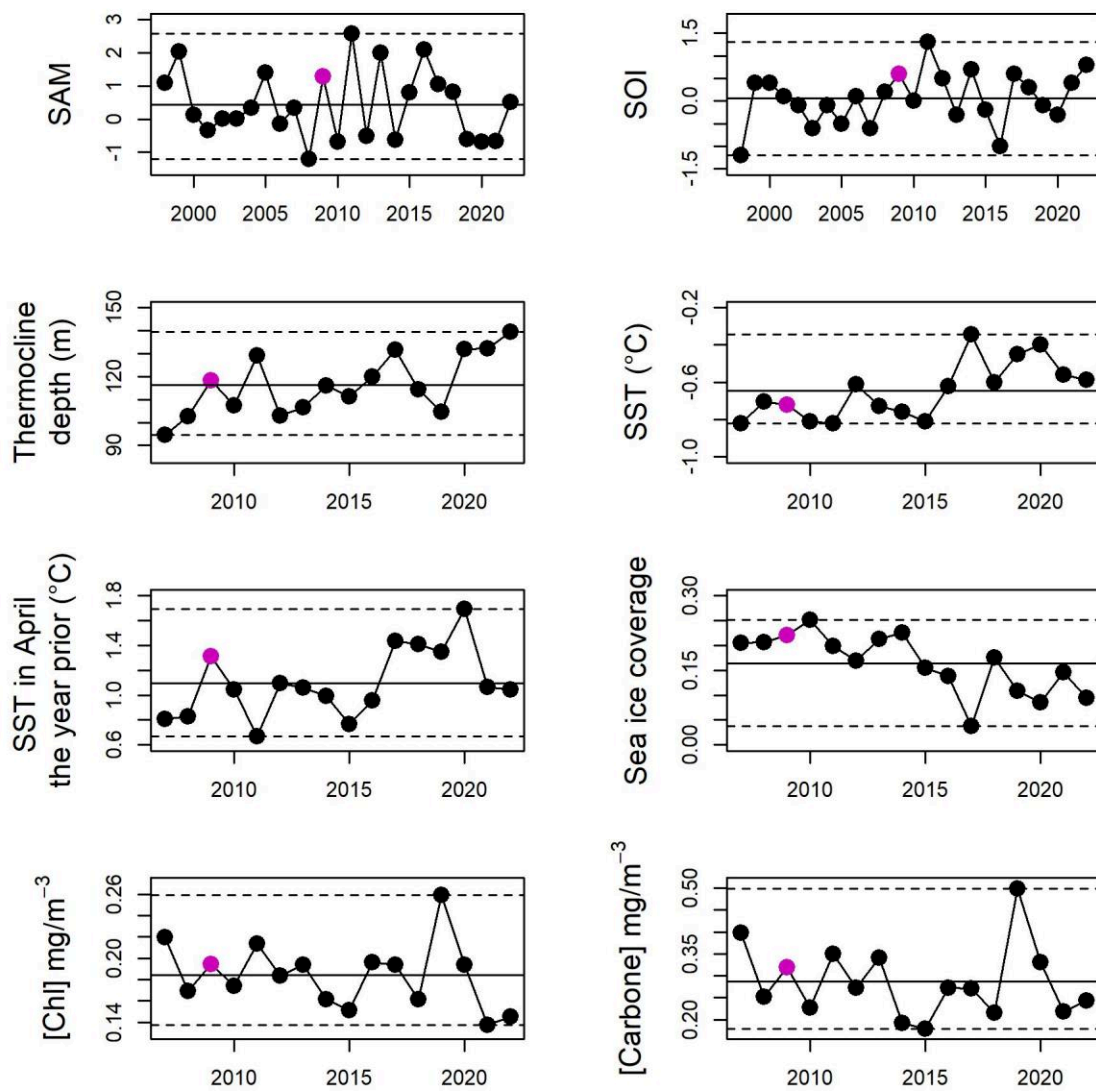 SAM
3
2
1
0
-1
2000 2005 2010 2015 2020
SOI
1.5
0.0
-1.5
2000 2005 2010 2015 2020
Thermocline
depth (m)
150
120
90
2010 2015 2020
SST (°C)
-0.2
-0.6
-1.0
2010 2015 2020
SST in April
the year prior (°C)
1.8
1.4
1.0
0.6
2010 2015 2020
Sea ice coverage
0.30
0.15
0.00
2010 2015 2020
[Chl] mg/m⁻³
0.26
0.20
0.14
2010 2015 2020
[Carbone] mg/m⁻³
0.50
0.35
0.20
2010 2015 2020